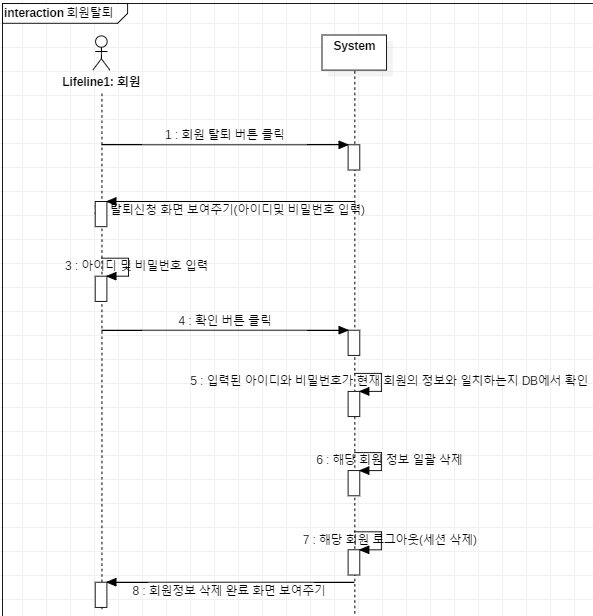 interaction 회원탈퇴
System
Lifeline1: 회원
1 : 회원 탈퇴 버튼 클릭
탈퇴신청 화면 보여주기(아이디및 비밀번호 입력)
3 : 아이디 및 비밀번호 입력
4 : 확인 버튼 클릭
5 : 입력된 아이디와 비밀번호가 현재 회원의 정보와 일치하는지 DB에서 확인
6 : 해당 회원 정보 일괄 삭제
7 : 해당 회원 로그아웃(세션 삭제)
8 : 회원정보 삭제 완료 화면 보여주기